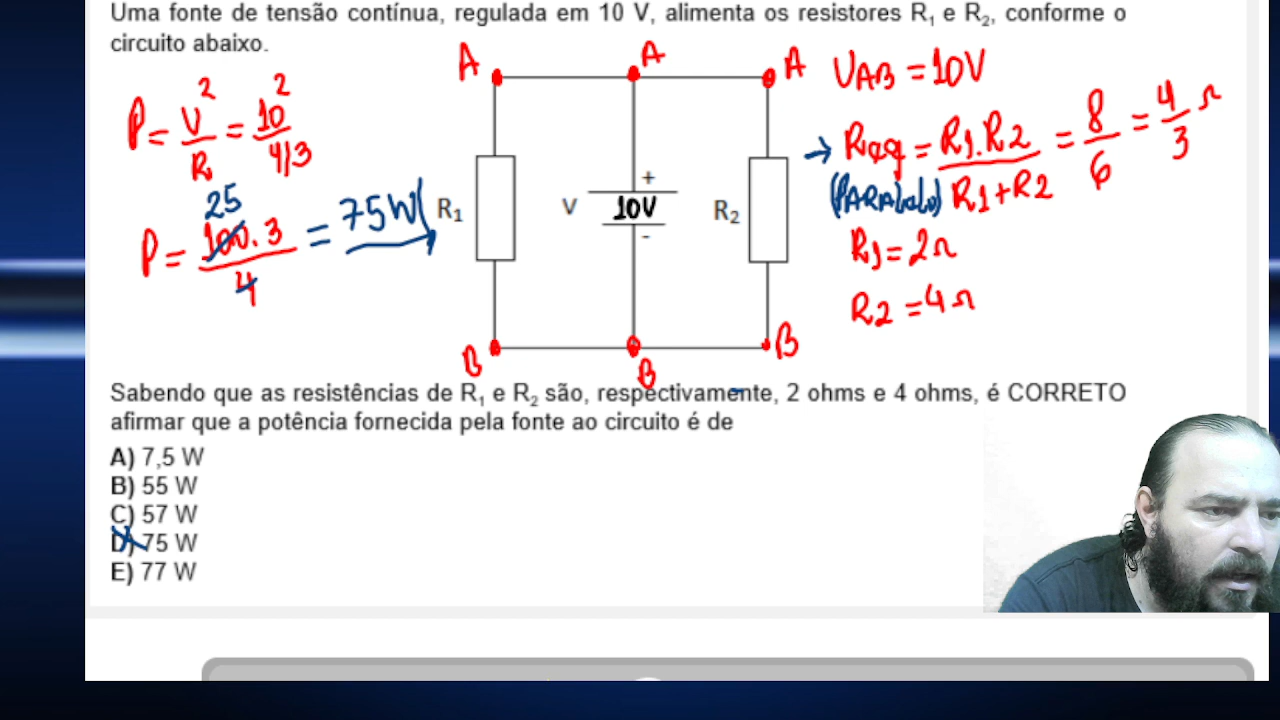 Uma fonte de tensão contínua, regulada em 10 V, alimenta os resistores R₁ e R₂, conforme o
circuito abaixo.
A A A
U_AB = 10V
P = V²/R = 10²/4/3
→ Req = R1.R2/R1+R2 = 8/6 = 4/3 Ω
(PARALELO)
25
P = 100.3/4 = 75W
R₁ V 10V R₂
+
-
R1 = 2Ω
R2 = 4Ω
B B B
Sabendo que as resistências de R₁ e R₂ são, respectivamente, 2 ohms e 4 ohms, é CORRETO
afirmar que a potência fornecida pela fonte ao circuito é de
A) 7,5 W
B) 55 W
C) 57 W
D) 75 W
E) 77 W